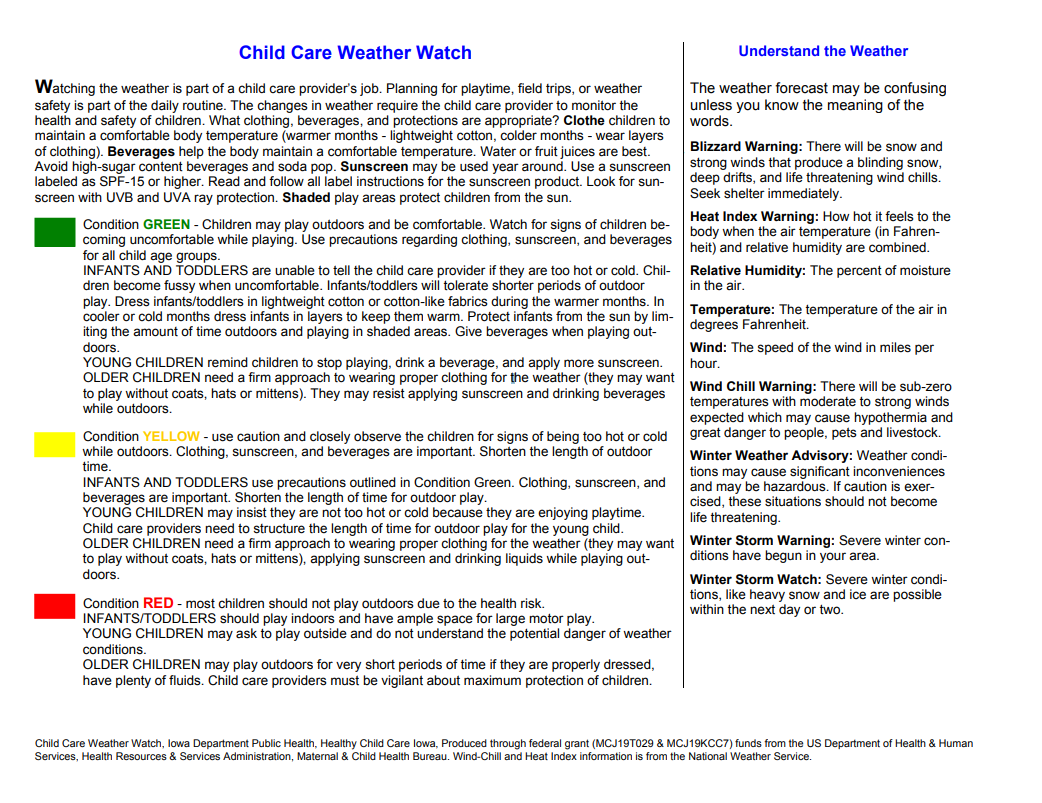 Child Care Weather Watch
Watching the weather is part of a child care provider's job. Planning for playtime, field trips, or weather
safety is part of the daily routine. The changes in weather require the child care provider to monitor the
health and safety of children. What clothing, beverages, and protections are appropriate? Clothe children to
maintain a comfortable body temperature (warmer months - lightweight cotton, colder months - wear layers
of clothing). Beverages help the body maintain a comfortable temperature. Water or fruit juices are best.
Avoid high-sugar content beverages and soda pop. Sunscreen may be used year around. Use a sunscreen
labeled as SPF-15 or higher. Read and follow all label instructions for the sunscreen product. Look for sun-
screen with UVB and UVA ray protection. Shaded play areas protect children from the sun.
Condition GREEN - Children may play outdoors and be comfortable. Watch for signs of children be-
coming uncomfortable while playing. Use precautions regarding clothing, sunscreen, and beverages
for all child age groups.
INFANTS AND TODDLERS are unable to tell the child care provider if they are too hot or cold. Chil-
dren become fussy when uncomfortable. Infants/toddlers will tolerate shorter periods of outdoor
play. Dress infants/toddlers in lightweight cotton or cotton-like fabrics during the warmer months. In
cooler or cold months dress infants in layers to keep them warm. Protect infants from the sun by lim-
iting the amount of time outdoors and playing in shaded areas. Give beverages when playing out-
doors.
YOUNG CHILDREN remind children to stop playing, drink a beverage, and apply more sunscreen.
OLDER CHILDREN need a firm approach to wearing proper clothing for the weather (they may want
to play without coats, hats or mittens). They may resist applying sunscreen and drinking beverages
while outdoors.
Condition YELLOW - use caution and closely observe the children for signs of being too hot or cold
while outdoors. Clothing, sunscreen, and beverages are important. Shorten the length of outdoor
time.
INFANTS AND TODDLERS use precautions outlined in Condition Green. Clothing, sunscreen, and
beverages are important. Shorten the length of time for outdoor play.
YOUNG CHILDREN may insist they are not too hot or cold because they are enjoying playtime.
Child care providers need to structure the length of time for outdoor play for the young child.
OLDER CHILDREN need a firm approach to wearing proper clothing for the weather (they may want
to play without coats, hats or mittens), applying sunscreen and drinking liquids while playing out-
doors.
Condition RED - most children should not play outdoors due to the health risk.
INFANTS/TODDLERS should play indoors and have ample space for large motor play.
YOUNG CHILDREN may ask to play outside and do not understand the potential danger of weather
conditions.
OLDER CHILDREN may play outdoors for very short periods of time if they are properly dressed,
have plenty of fluids. Child care providers must be vigilant about maximum protection of children.
Understand the Weather
The weather forecast may be confusing
unless you know the meaning of the
words.
Blizzard Warning: There will be snow and
strong winds that produce a blinding snow,
deep drifts, and life threatening wind chills.
Seek shelter immediately.
Heat Index Warning: How hot it feels to the
body when the air temperature (in Fahren-
heit) and relative humidity are combined.
Relative Humidity: The percent of moisture
in the air.
Temperature: The temperature of the air in
degrees Fahrenheit.
Wind: The speed of the wind in miles per
hour.
Wind Chill Warning: There will be sub-zero
temperatures with moderate to strong winds
expected which may cause hypothermia and
great danger to people, pets and livestock.
Winter Weather Advisory: Weather condi-
tions may cause significant inconveniences
and may be hazardous. If caution is exer-
cised, these situations should not become
life threatening.
Winter Storm Warning: Severe winter con-
ditions have begun in your area.
Winter Storm Watch: Severe winter condi-
tions, like heavy snow and ice are possible
within the next day or two.
Child Care Weather Watch, Iowa Department Public Health, Healthy Child Care Iowa, Produced through federal grant (MCJ19T029 & MCJ19KCC7) funds from the US Department of Health & Human
Services, Health Resources & Services Administration, Maternal & Child Health Bureau. Wind-Chill and Heat Index information is from the National Weather Service.